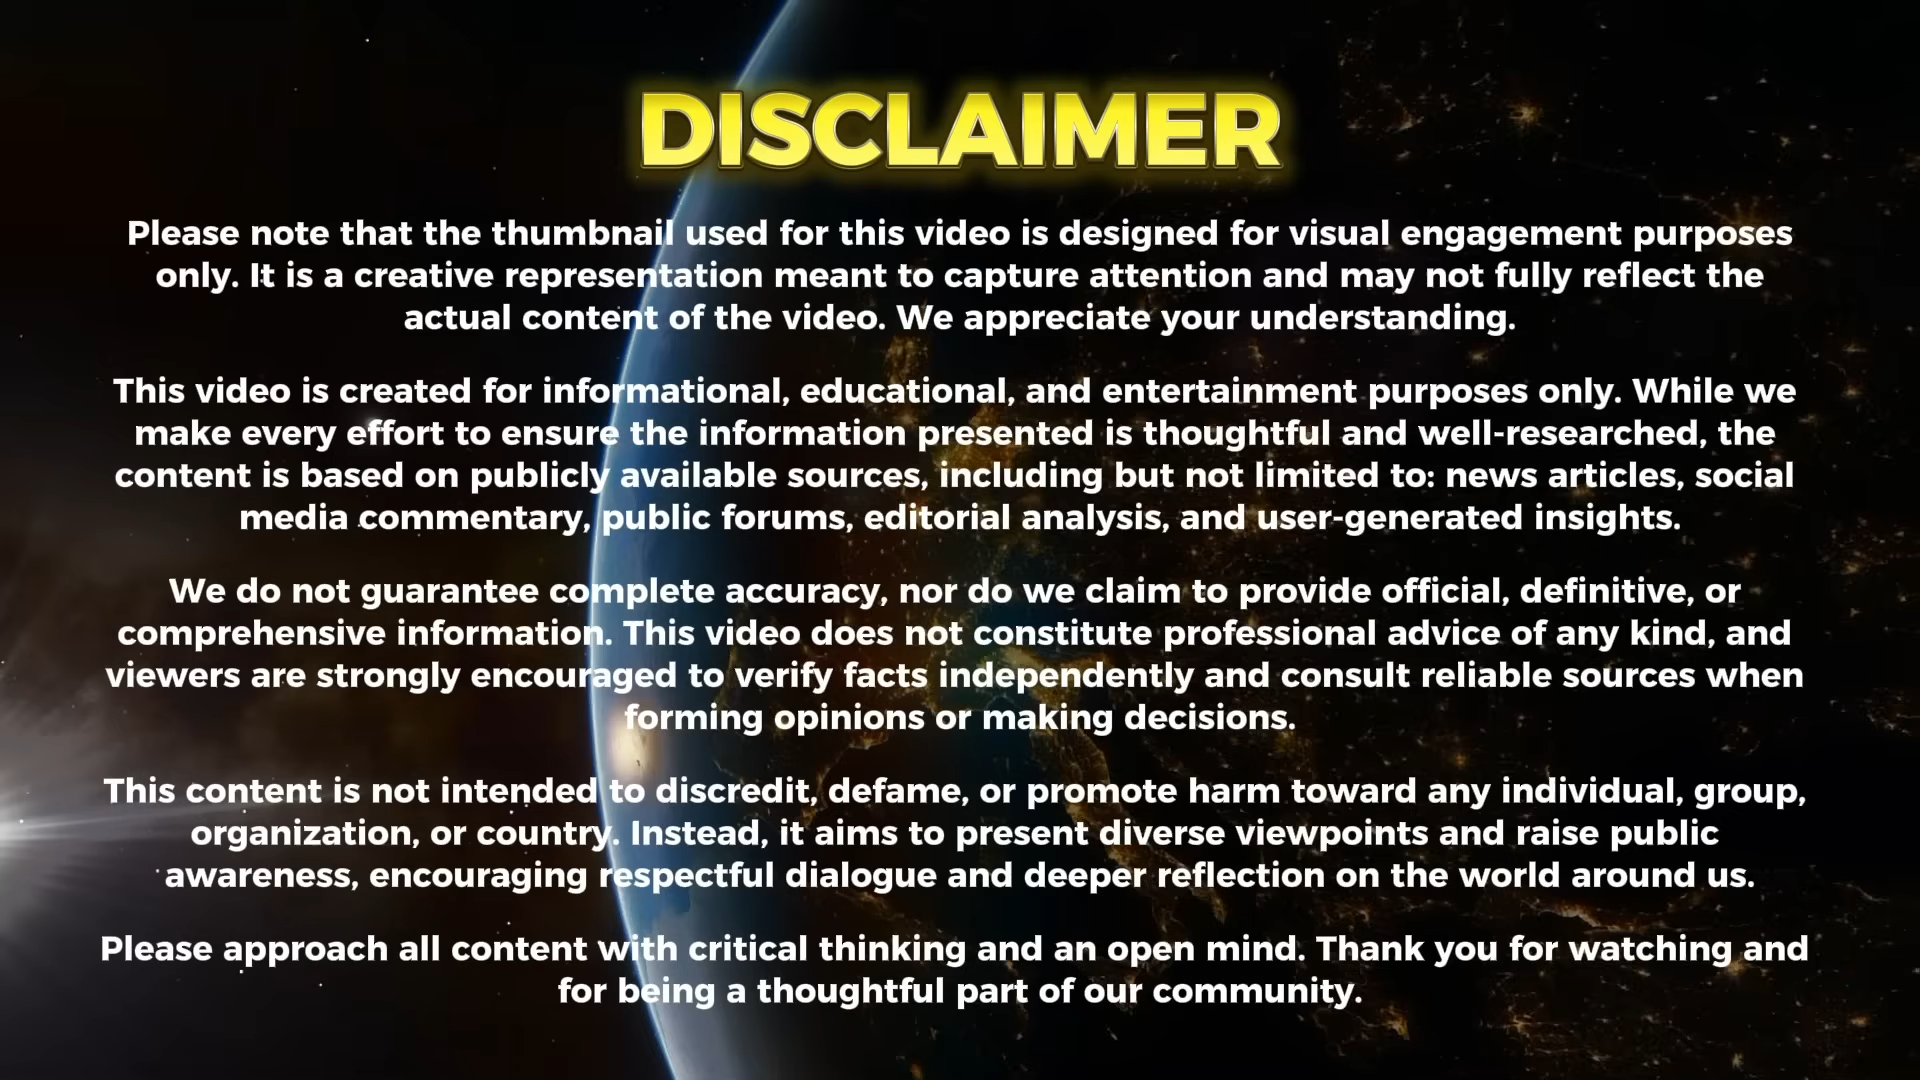 DISCLAIMER
Please note that the thumbnail used for this video is designed for visual engagement purposes
only. It is a creative representation meant to capture attention and may not fully reflect the
actual content of the video. We appreciate your understanding.
This video is created for informational, educational, and entertainment purposes only. While we
make every effort to ensure the information presented is thoughtful and well-researched, the
content is based on publicly available sources, including but not limited to: news articles, social
media commentary, public forums, editorial analysis, and user-generated insights.
We do not guarantee complete accuracy, nor do we claim to provide official, definitive, or
comprehensive information. This video does not constitute professional advice of any kind, and
viewers are strongly encouraged to verify facts independently and consult reliable sources when
forming opinions or making decisions.
This content is not intended to discredit, defame, or promote harm toward any individual, group,
organization, or country. Instead, it aims to present diverse viewpoints and raise public
awareness, encouraging respectful dialogue and deeper reflection on the world around us.
Please approach all content with critical thinking and an open mind. Thank you for watching and
for being a thoughtful part of our community.